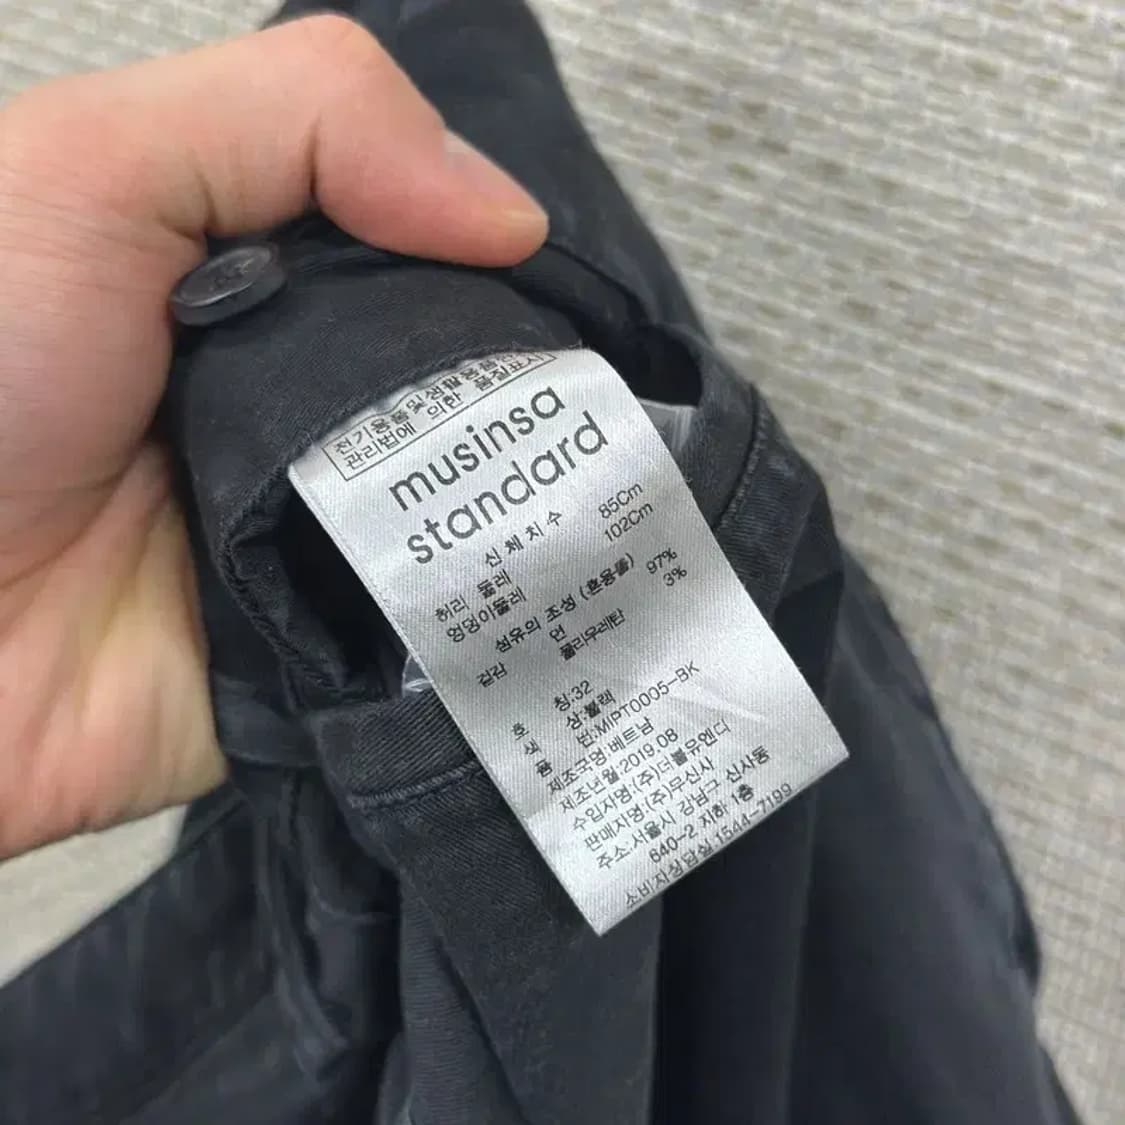 전기용품및생활용품안
관리법에 의한 품질표시
musinsa
standard
신체치수
허리 둘레 85Cm
엉덩이둘레 102Cm
섬유의 조성(혼용률)
겉감 면 97%
폴리우레탄 3%
호 칭:32
색 상:블랙
품 번:MIPT0005-BK
제조국명:베트남
제조년월:2019.08
수입자명:(주)더블유엔디
판매자명:(주)무신사
주소:서울시 강남구 신사동
640-2 지하 1층
소비자상담실 1544-7199